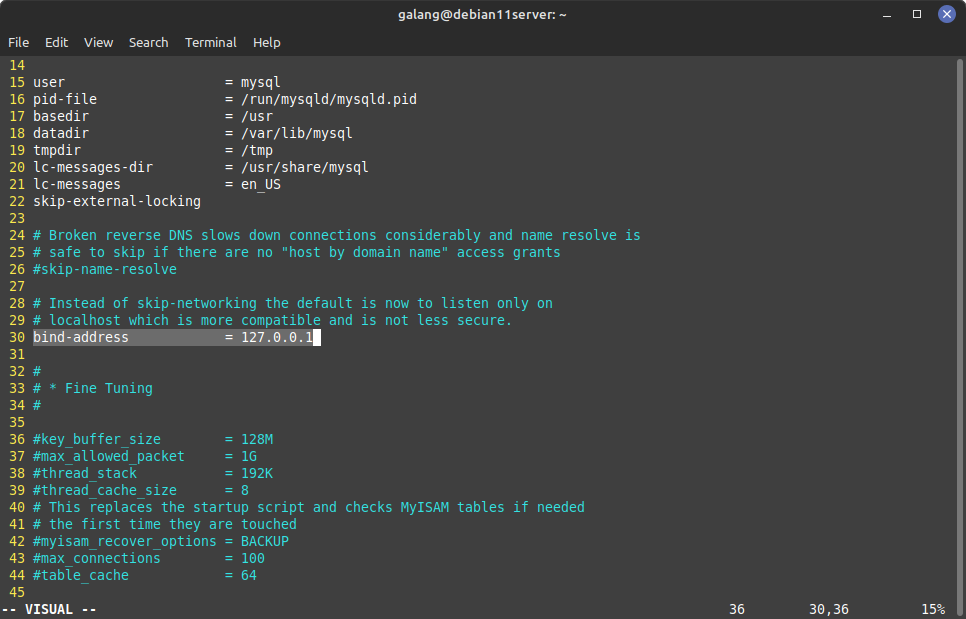 galang@debian11server: ~
File Edit View Search Terminal Help
14
15 user                    = mysql
16 pid-file                = /run/mysqld/mysqld.pid
17 basedir                 = /usr
18 datadir                 = /var/lib/mysql
19 tmpdir                  = /tmp
20 lc-messages-dir         = /usr/share/mysql
21 lc-messages             = en_US
22 skip-external-locking
23
24 # Broken reverse DNS slows down connections considerably and name resolve is
25 # safe to skip if there are no "host by domain name" access grants
26 #skip-name-resolve
27
28 # Instead of skip-networking the default is now to listen only on
29 # localhost which is more compatible and is not less secure.
30 bind-address            = 127.0.0.1
31
32 #
33 # * Fine Tuning
34 #
35
36 #key_buffer_size        = 128M
37 #max_allowed_packet     = 1G
38 #thread_stack           = 192K
39 #thread_cache_size      = 8
40 # This replaces the startup script and checks MyISAM tables if needed
41 # the first time they are touched
42 #myisam_recover_options = BACKUP
43 #max_connections        = 100
44 #table_cache            = 64
45
-- VISUAL -- 36 30,36 15%